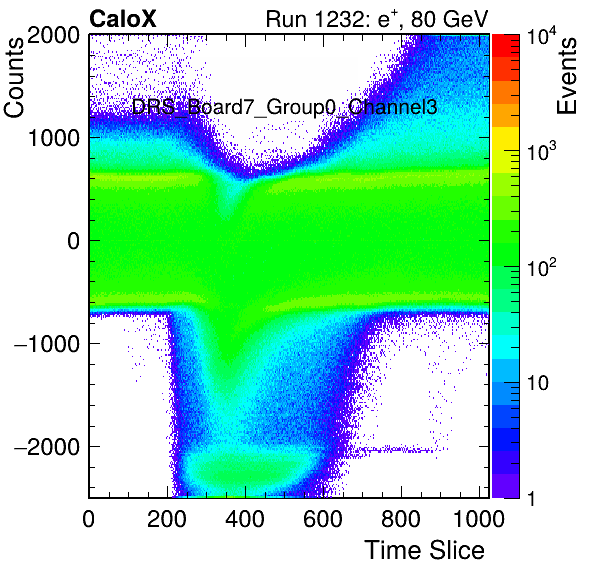 CaloX Run 1232: e⁺, 80 GeV
Counts
Events
DRS_Board7_Group0_Channel3
2000
1000
0
−1000
−2000
0 200 400 600 800 1000
Time Slice
10⁴
10³
10²
10
1